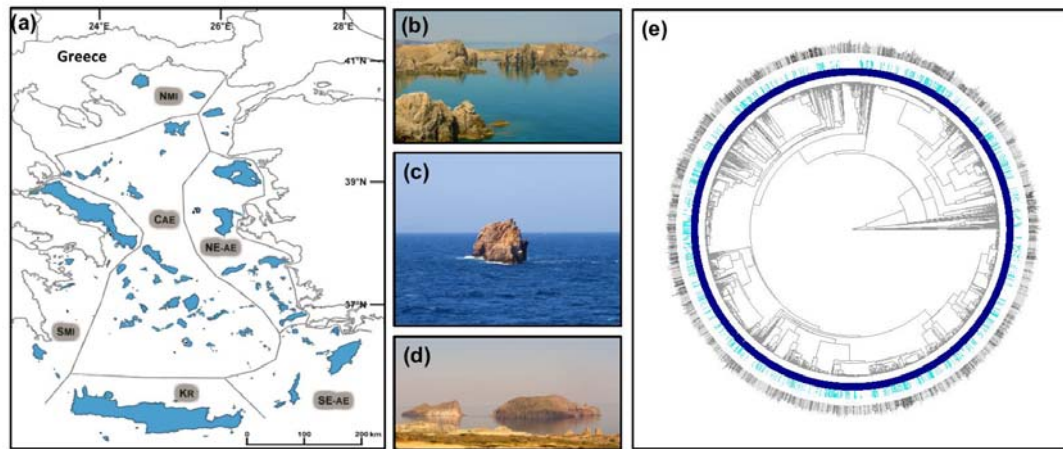 (a)
24°E
26°E
28°E
Greece
41°N
NMI
39°N
CAE
NE-AE
37°N
SMI
KR
SE-AE
0
100
200 km
(b)
(c)
(d)
(e)